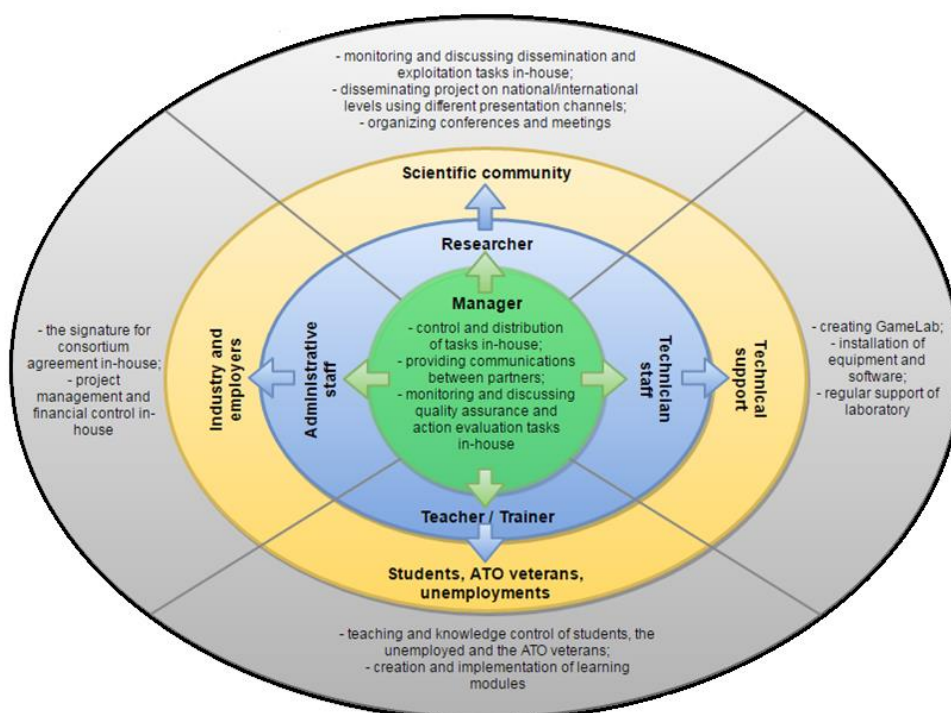 - monitoring and discussing dissemination and
exploitation tasks in-house;
- disseminating project on national/international
levels using different presentation channels;
- organizing conferences and meetings
Scientific community
Researcher
Manager
- control and distribution
of tasks in-house;
- providing communications
between partners;
- monitoring and discussing
quality assurance and
action evaluation tasks
in-house
- the signature for
consortium
agreement in-house;
- project
management and
financial control in-
house
Industry and
employers
Administrative
staff
Technician
staff
Technical
support
- creating GameLab;
- installation of
equipment and
software;
- regular support of
laboratory
Teacher / Trainer
Students, ATO veterans,
unemployments
- teaching and knowledge control of students, the
unemployed and the ATO veterans;
- creation and implementation of learning
modules